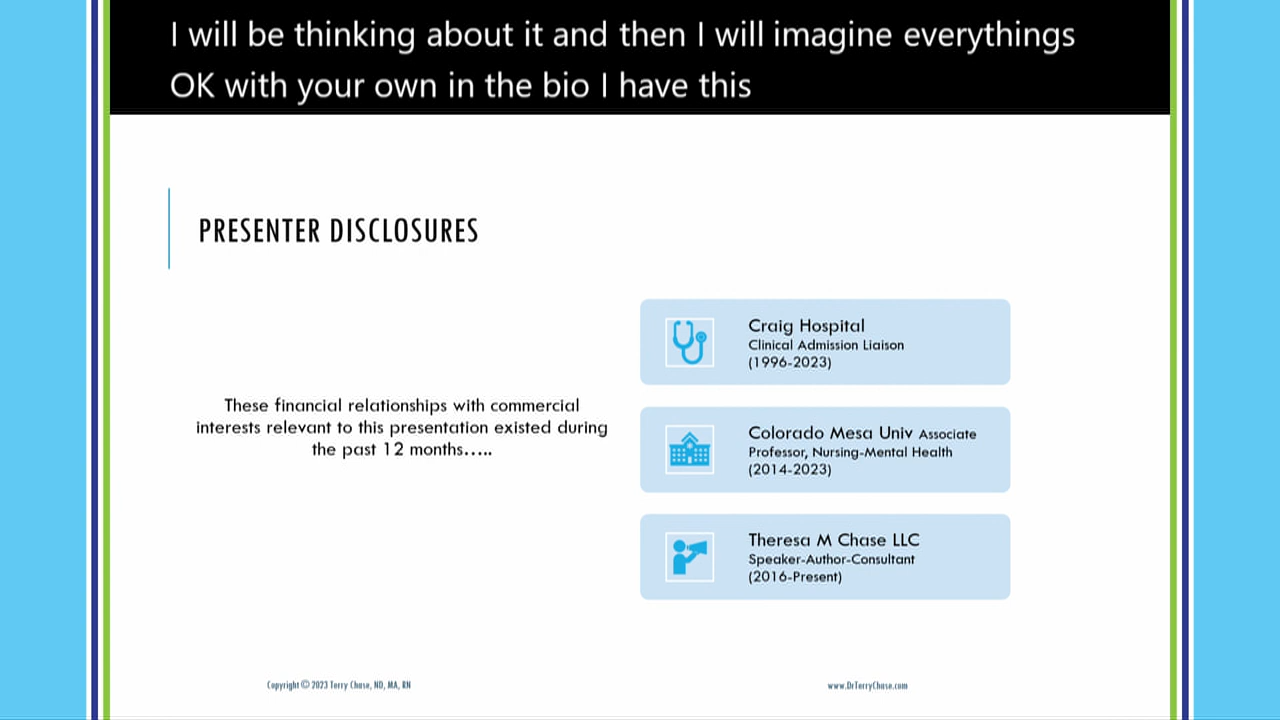 I will be thinking about it and then I will imagine everythings
OK with your own in the bio I have this
PRESENTER DISCLOSURES
These financial relationships with commercial
interests relevant to this presentation existed during
the past 12 months.....
Craig Hospital
Clinical Admission Liaison
(1996-2023)
Colorado Mesa Univ Associate
Professor, Nursing-Mental Health
(2014-2023)
Theresa M Chase LLC
Speaker-Author-Consultant
(2016-Present)
Copyright © 2023 Terry Chase, ND, MA, RN
www.DrTerryChase.com